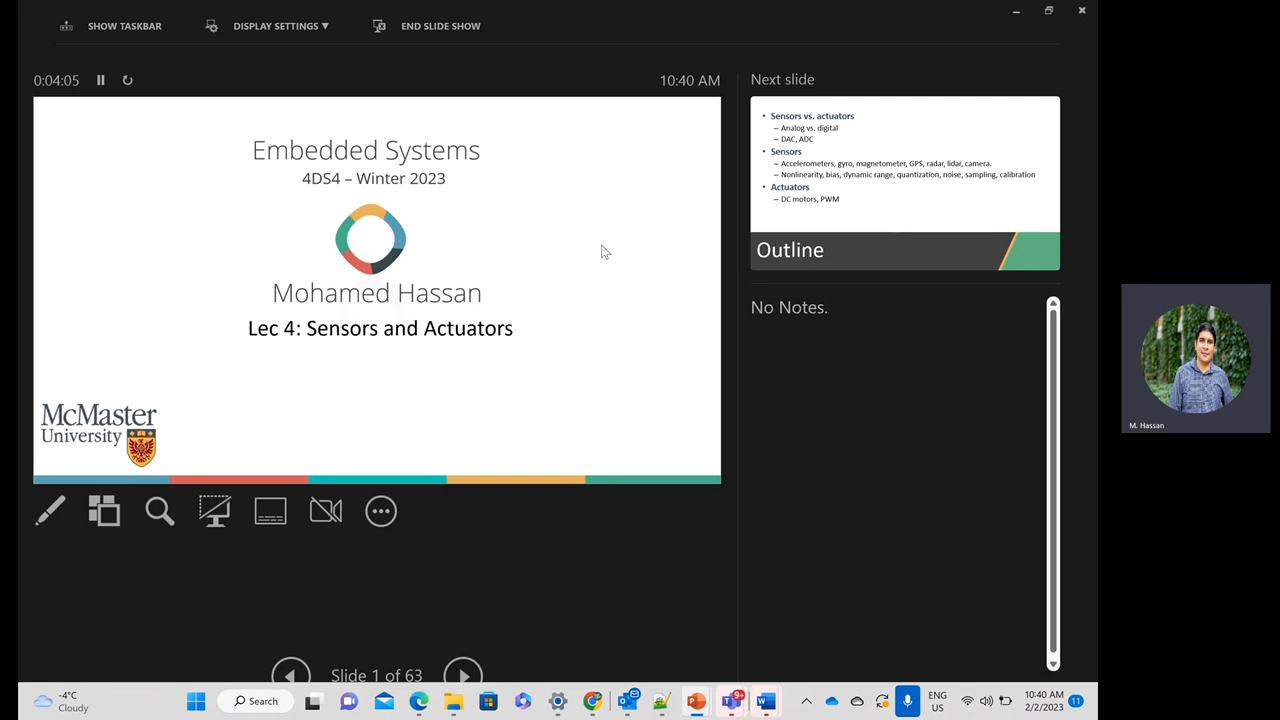 SHOW TASKBAR
DISPLAY SETTINGS ▼
END SLIDE SHOW
0:04:05
10:40 AM
Next slide
Embedded Systems
4DS4 – Winter 2023
Mohamed Hassan
Lec 4: Sensors and Actuators
McMaster
University
• Sensors vs. actuators
– Analog vs. digital
– DAC, ADC
• Sensors
– Accelerometers, gyro, magnetometer, GPS, radar, lidar, camera.
– Nonlinearity, bias, dynamic range, quantization, noise, sampling, calibration
• Actuators
– DC motors, PWM
Outline
No Notes.
M. Hassan
Slide 1 of 63
-4°C
Cloudy
Search
9+
ENG
US
10:40 AM
2/2/2023
11